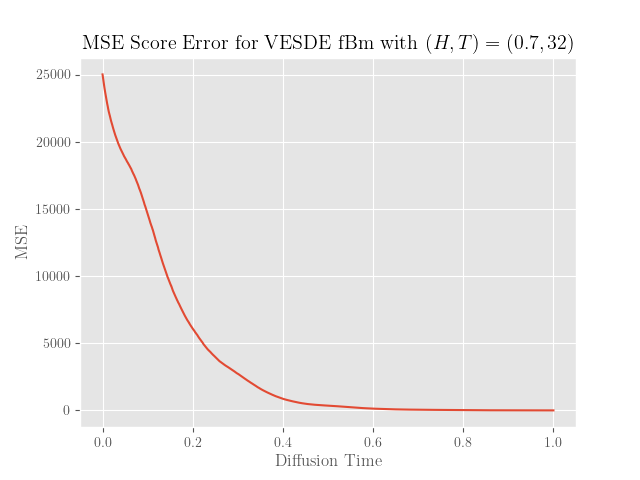 MSE Score Error for VESDE fBm with (H, T) = (0.7, 32)
25000
20000
15000
10000
5000
0
MSE
0.0 0.2 0.4 0.6 0.8 1.0
Diffusion Time